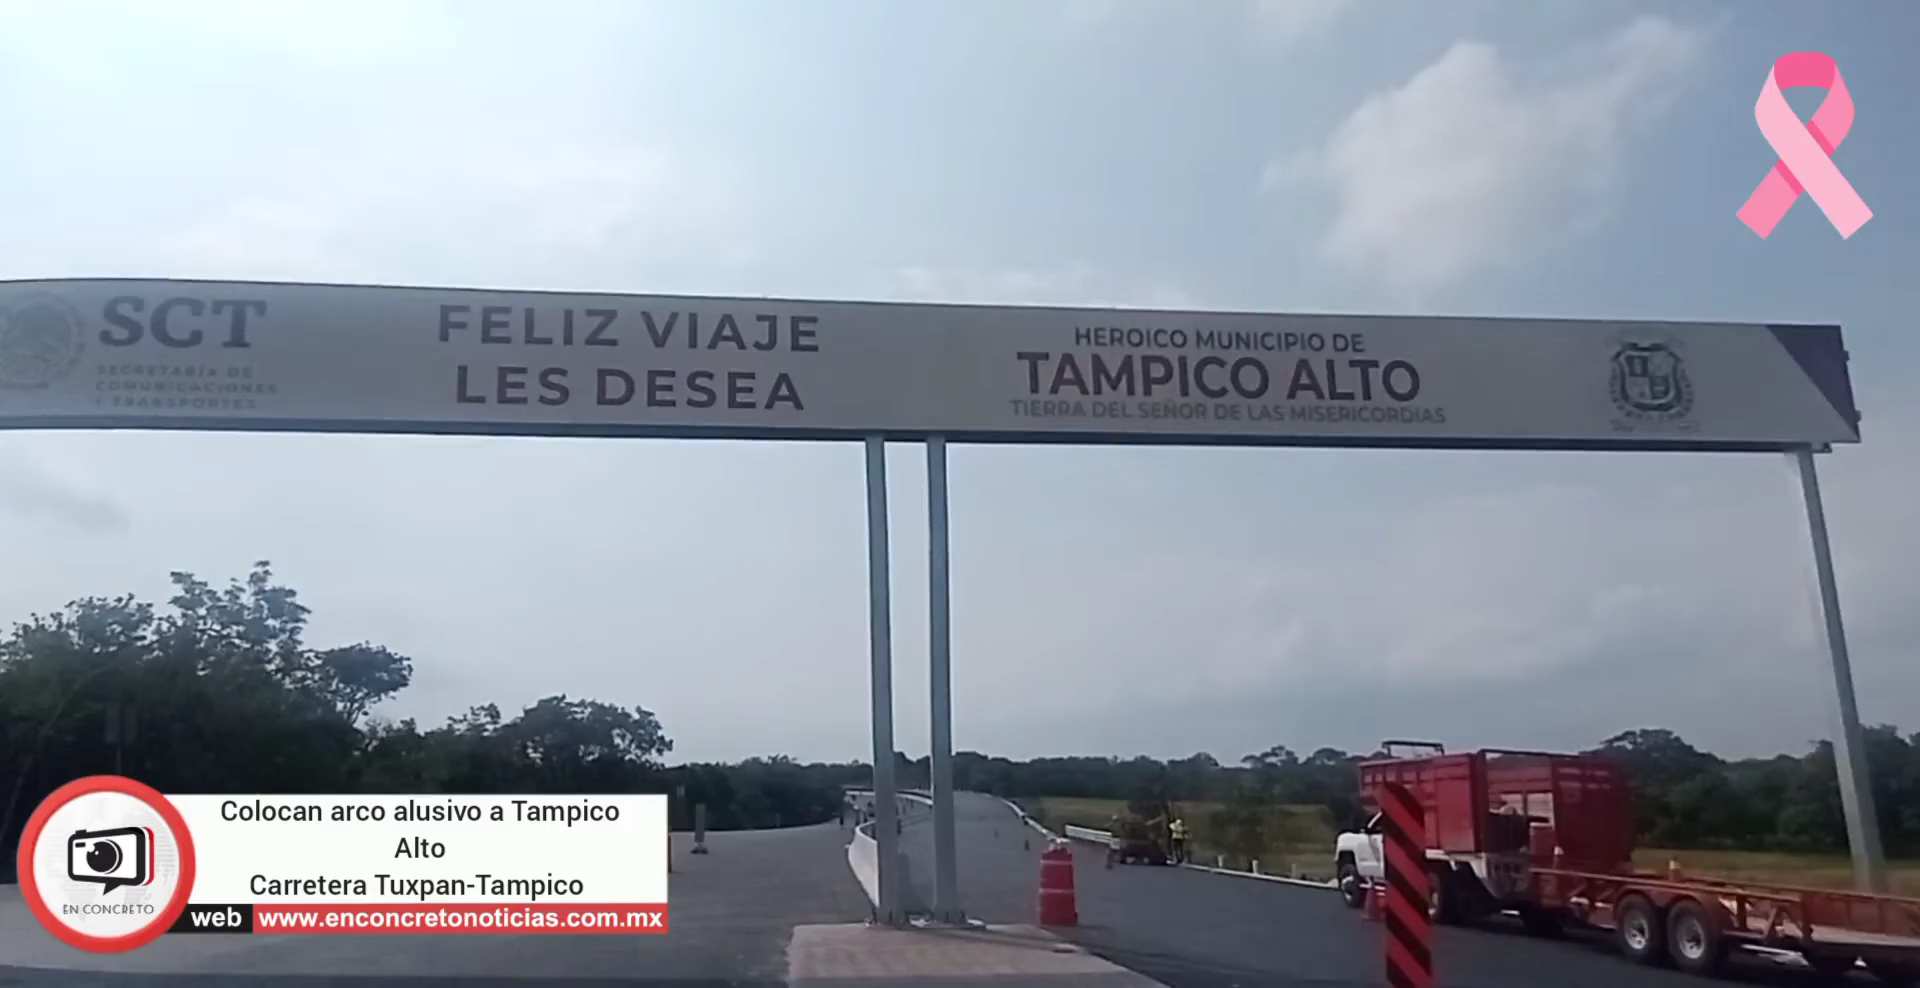 SCT
SECRETARÍA DE
COMUNICACIONES
Y TRANSPORTES
FELIZ VIAJE
LES DESEA
HEROICO MUNICIPIO DE
TAMPICO ALTO
TIERRA DEL SEÑOR DE LAS MISERICORDIAS
Colocan arco alusivo a Tampico
Alto
Carretera Tuxpan-Tampico
EN CONCRETO
web www.enconcretonoticias.com.mx